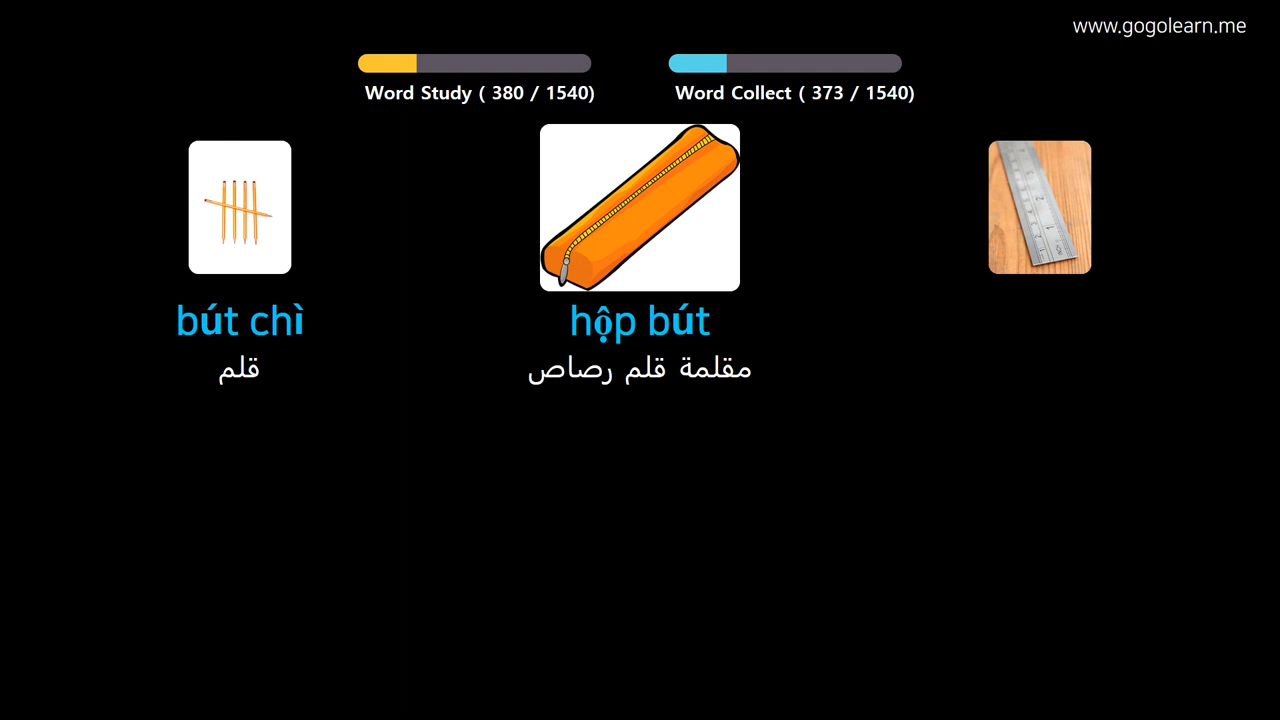 www.gogolearn.me
Word Study ( 380 / 1540)
Word Collect ( 373 / 1540)
bút chì
قلم
hộp bút
مقلمة قلم رصاص